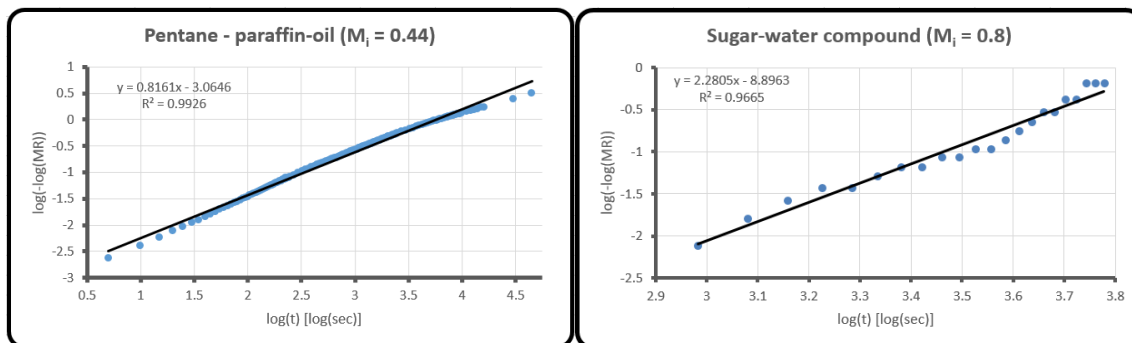 Pentane - paraffin-oil (Mi = 0.44)
y = 0.8161x - 3.0646
R² = 0.9926
log(-log(MR))
1
0.5
0
-0.5
-1
-1.5
-2
-2.5
-3
0.5 1 1.5 2 2.5 3 3.5 4 4.5
log(t) [log(sec)]
Sugar-water compound (Mi = 0.8)
y = 2.2805x - 8.8963
R² = 0.9665
log(-log(MR))
0
-0.5
-1
-1.5
-2
-2.5
2.9 3 3.1 3.2 3.3 3.4 3.5 3.6 3.7 3.8
log(t) [log(sec)]